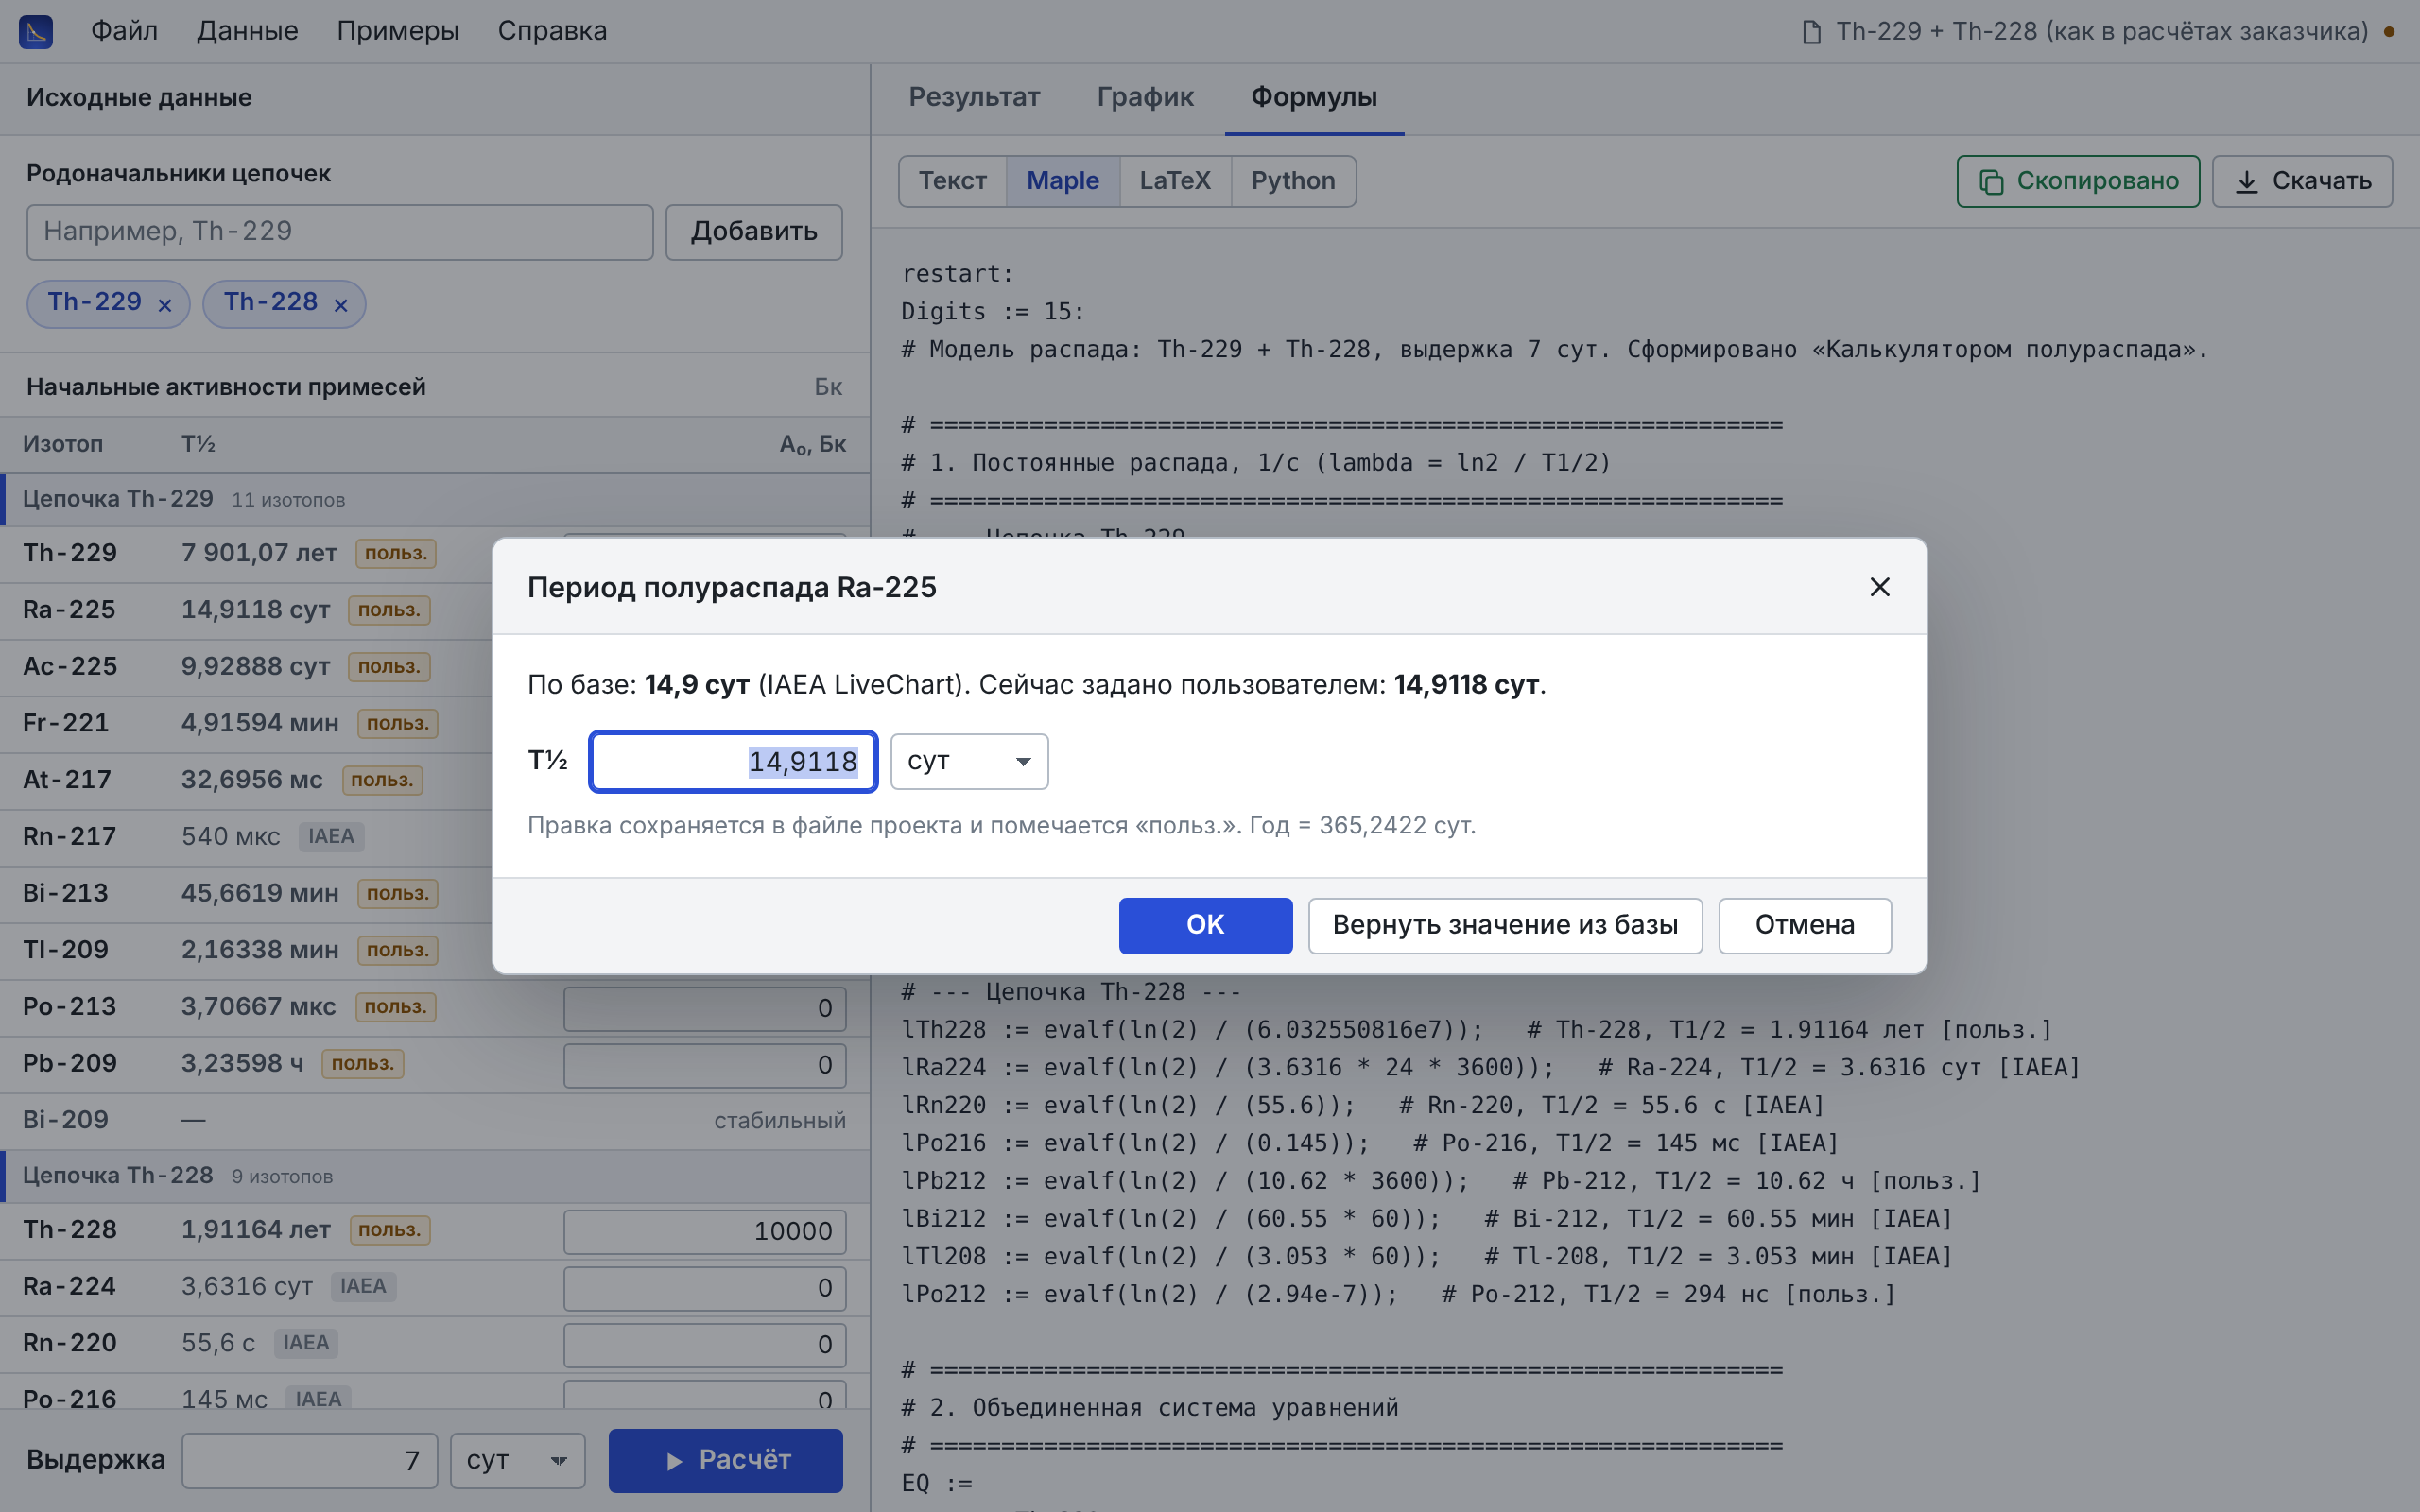 Файл Данные Примеры Справка
Th-229 + Th-228 (как в расчётах заказчика)
Исходные данные
Родоначальники цепочек
Например, Th-229
Добавить
Th-229 ×
Th-228 ×
Начальные активности примесей Бк
Изотоп T½ A₀, Бк
Цепочка Th-229 11 изотопов
Th-229 7 901,07 лет польз.
Ra-225 14,9118 сут польз.
Ac-225 9,92888 сут польз.
Fr-221 4,91594 мин польз.
At-217 32,6956 мс польз.
Rn-217 540 мкс IAEA
Bi-213 45,6619 мин польз.
Tl-209 2,16338 мин польз.
Po-213 3,70667 мкс польз. 0
Pb-209 3,23598 ч польз. 0
Bi-209 — стабильный
Цепочка Th-228 9 изотопов
Th-228 1,91164 лет польз. 10000
Ra-224 3,6316 сут IAEA 0
Rn-220 55,6 с IAEA 0
Po-216 145 мс IAEA 0
Выдержка 7 сут Расчёт
Результат График Формулы
Текст Maple LaTeX Python
Скопировано
Скачать
restart:
Digits := 15:
# Модель распада: Th-229 + Th-228, выдержка 7 сут. Сформировано «Калькулятором полураспада».
# ============================================================
# 1. Постоянные распада, 1/с (lambda = ln2 / T1/2)
# ============================================================
Период полураспада Ra-225
По базе: 14,9 сут (IAEA LiveChart). Сейчас задано пользователем: 14,9118 сут.
T½ 14,9118 сут
Правка сохраняется в файле проекта и помечается «польз.». Год = 365,2422 сут.
OK
Вернуть значение из базы
Отмена
# --- Цепочка Th-228 ---
lTh228 := evalf(ln(2) / (6.032550816e7)); # Th-228, T1/2 = 1.91164 лет [польз.]
lRa224 := evalf(ln(2) / (3.6316 * 24 * 3600)); # Ra-224, T1/2 = 3.6316 сут [IAEA]
lRn220 := evalf(ln(2) / (55.6)); # Rn-220, T1/2 = 55.6 с [IAEA]
lPo216 := evalf(ln(2) / (0.145)); # Po-216, T1/2 = 145 мс [IAEA]
lPb212 := evalf(ln(2) / (10.62 * 3600)); # Pb-212, T1/2 = 10.62 ч [польз.]
lBi212 := evalf(ln(2) / (60.55 * 60)); # Bi-212, T1/2 = 60.55 мин [IAEA]
lTl208 := evalf(ln(2) / (3.053 * 60)); # Tl-208, T1/2 = 3.053 мин [IAEA]
lPo212 := evalf(ln(2) / (2.94e-7)); # Po-212, T1/2 = 294 нс [польз.]
# ============================================================
# 2. Объединенная система уравнений
# ============================================================
EQ :=